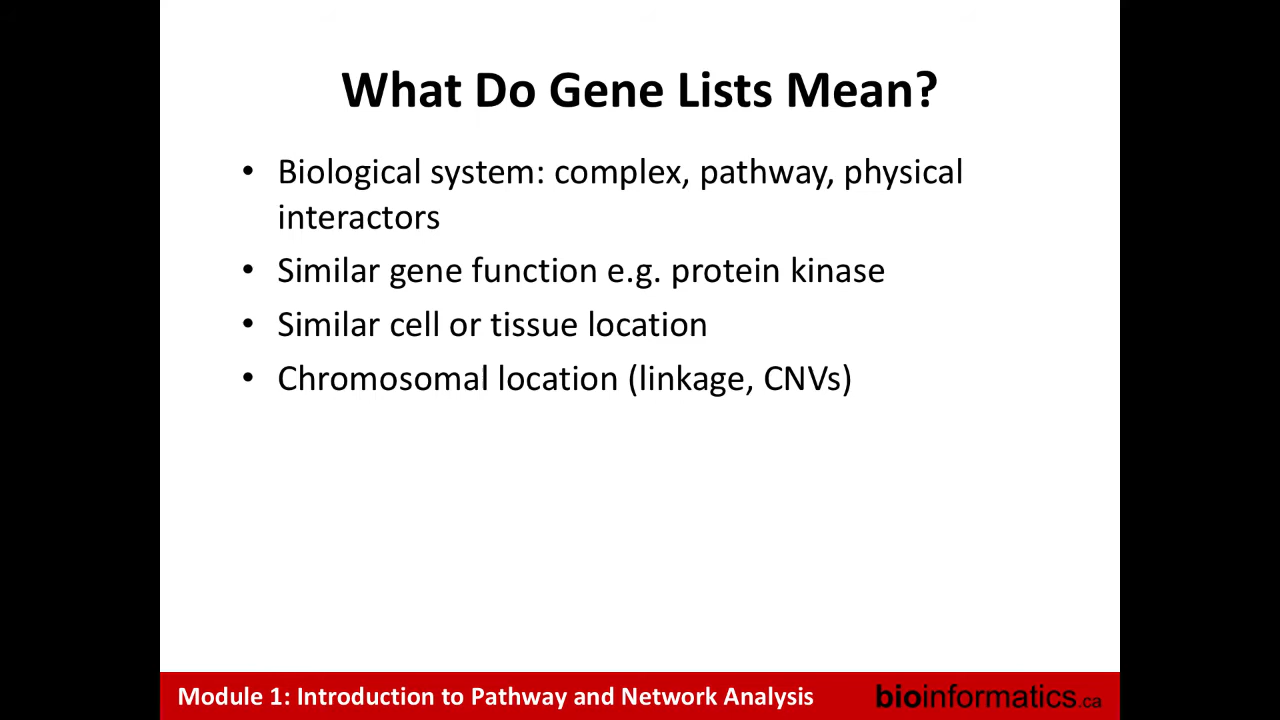 What Do Gene Lists Mean?
• Biological system: complex, pathway, physical
interactors
• Similar gene function e.g. protein kinase
• Similar cell or tissue location
• Chromosomal location (linkage, CNVs)
Module 1: Introduction to Pathway and Network Analysis
bioinformatics.ca